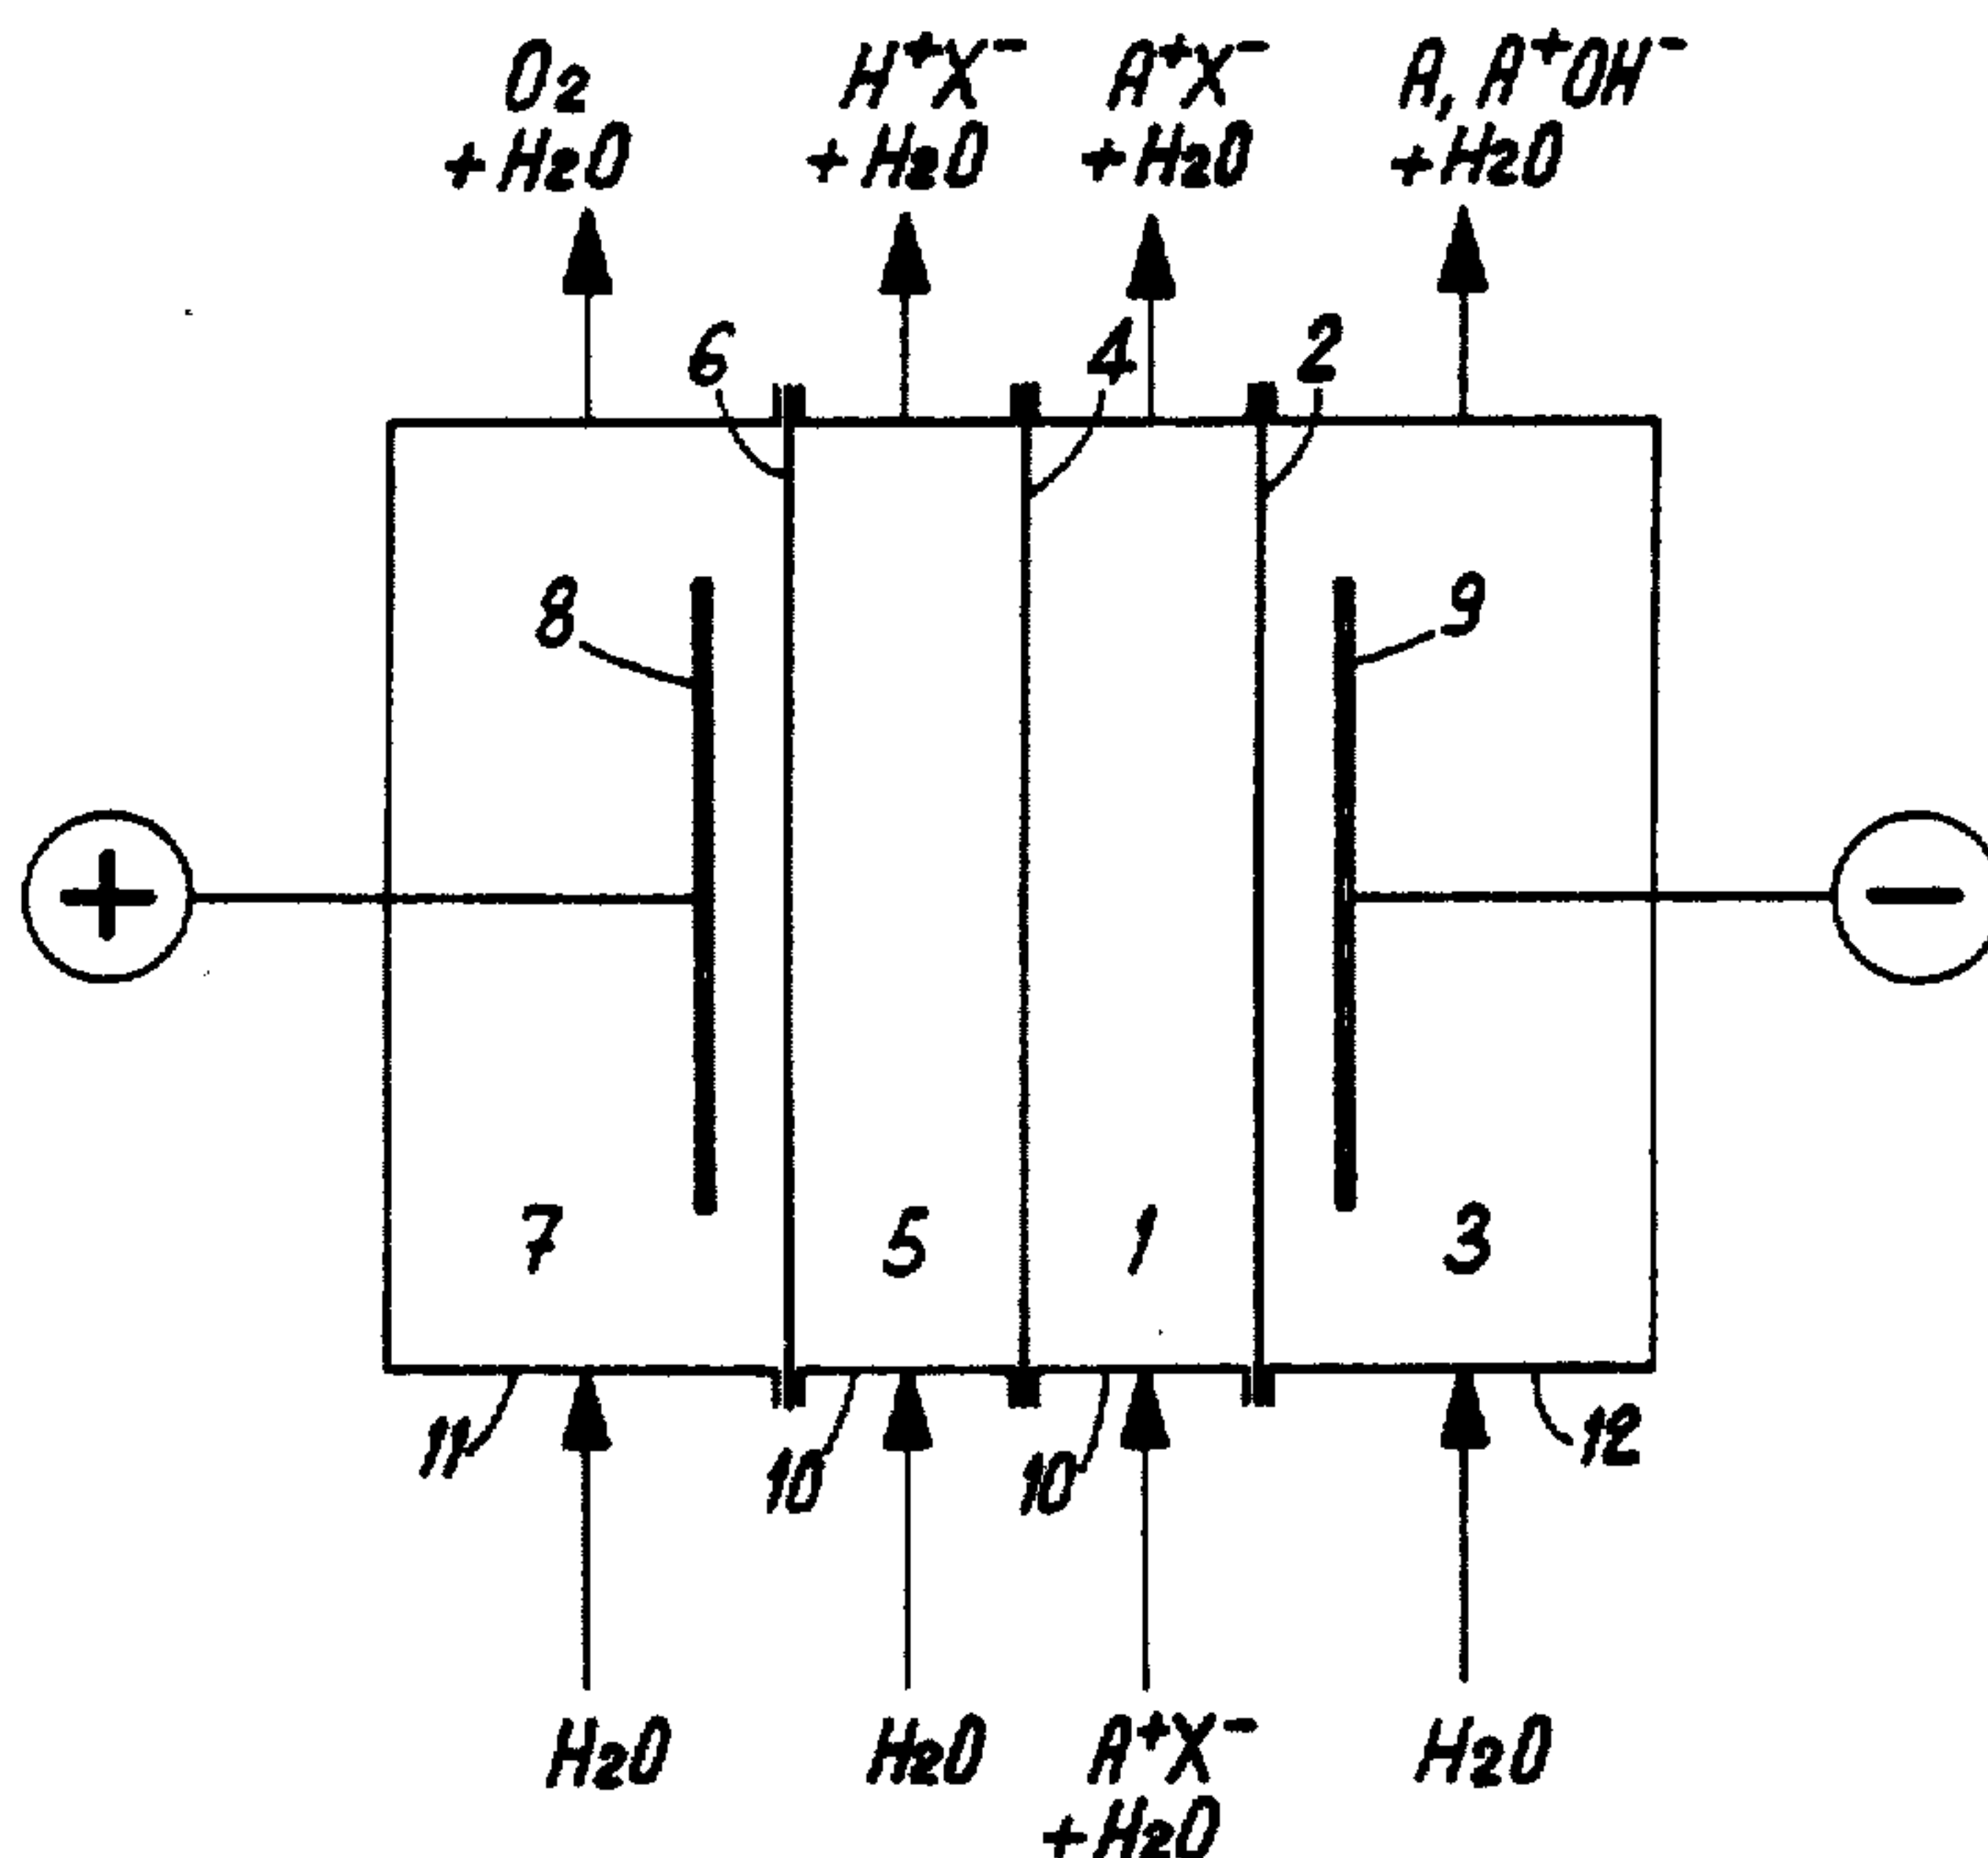 O2 H+X− A+X− A, A+OH−
+H2O +H2O +H2O +H2O
6 4 2
8 9
+ −
7 5 1 3
11 10 10 12
H2O H2O A+X− H2O
+H2O